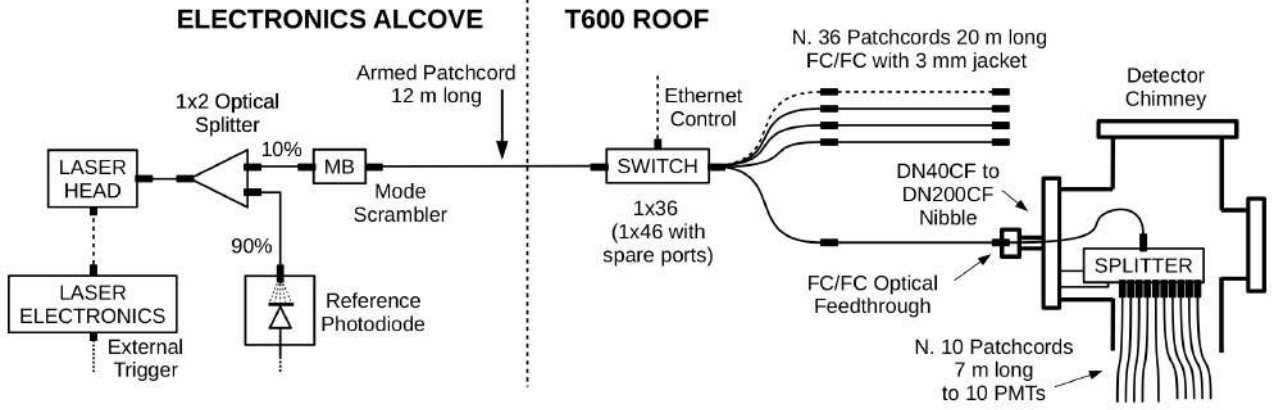 ELECTRONICS ALCOVE
T600 ROOF
1x2 Optical
Splitter
Armed Patchcord
12 m long
10%
LASER
HEAD
MB
Mode
Scrambler
90%
LASER
ELECTRONICS
External
Trigger
Reference
Photodiode
Ethernet
Control
SWITCH
1x36
(1x46 with
spare ports)
N. 36 Patchcords 20 m long
FC/FC with 3 mm jacket
Detector
Chimney
DN40CF to
DN200CF
Nibble
SPLITTER
FC/FC Optical
Feedthrough
N. 10 Patchcords
7 m long
to 10 PMTs